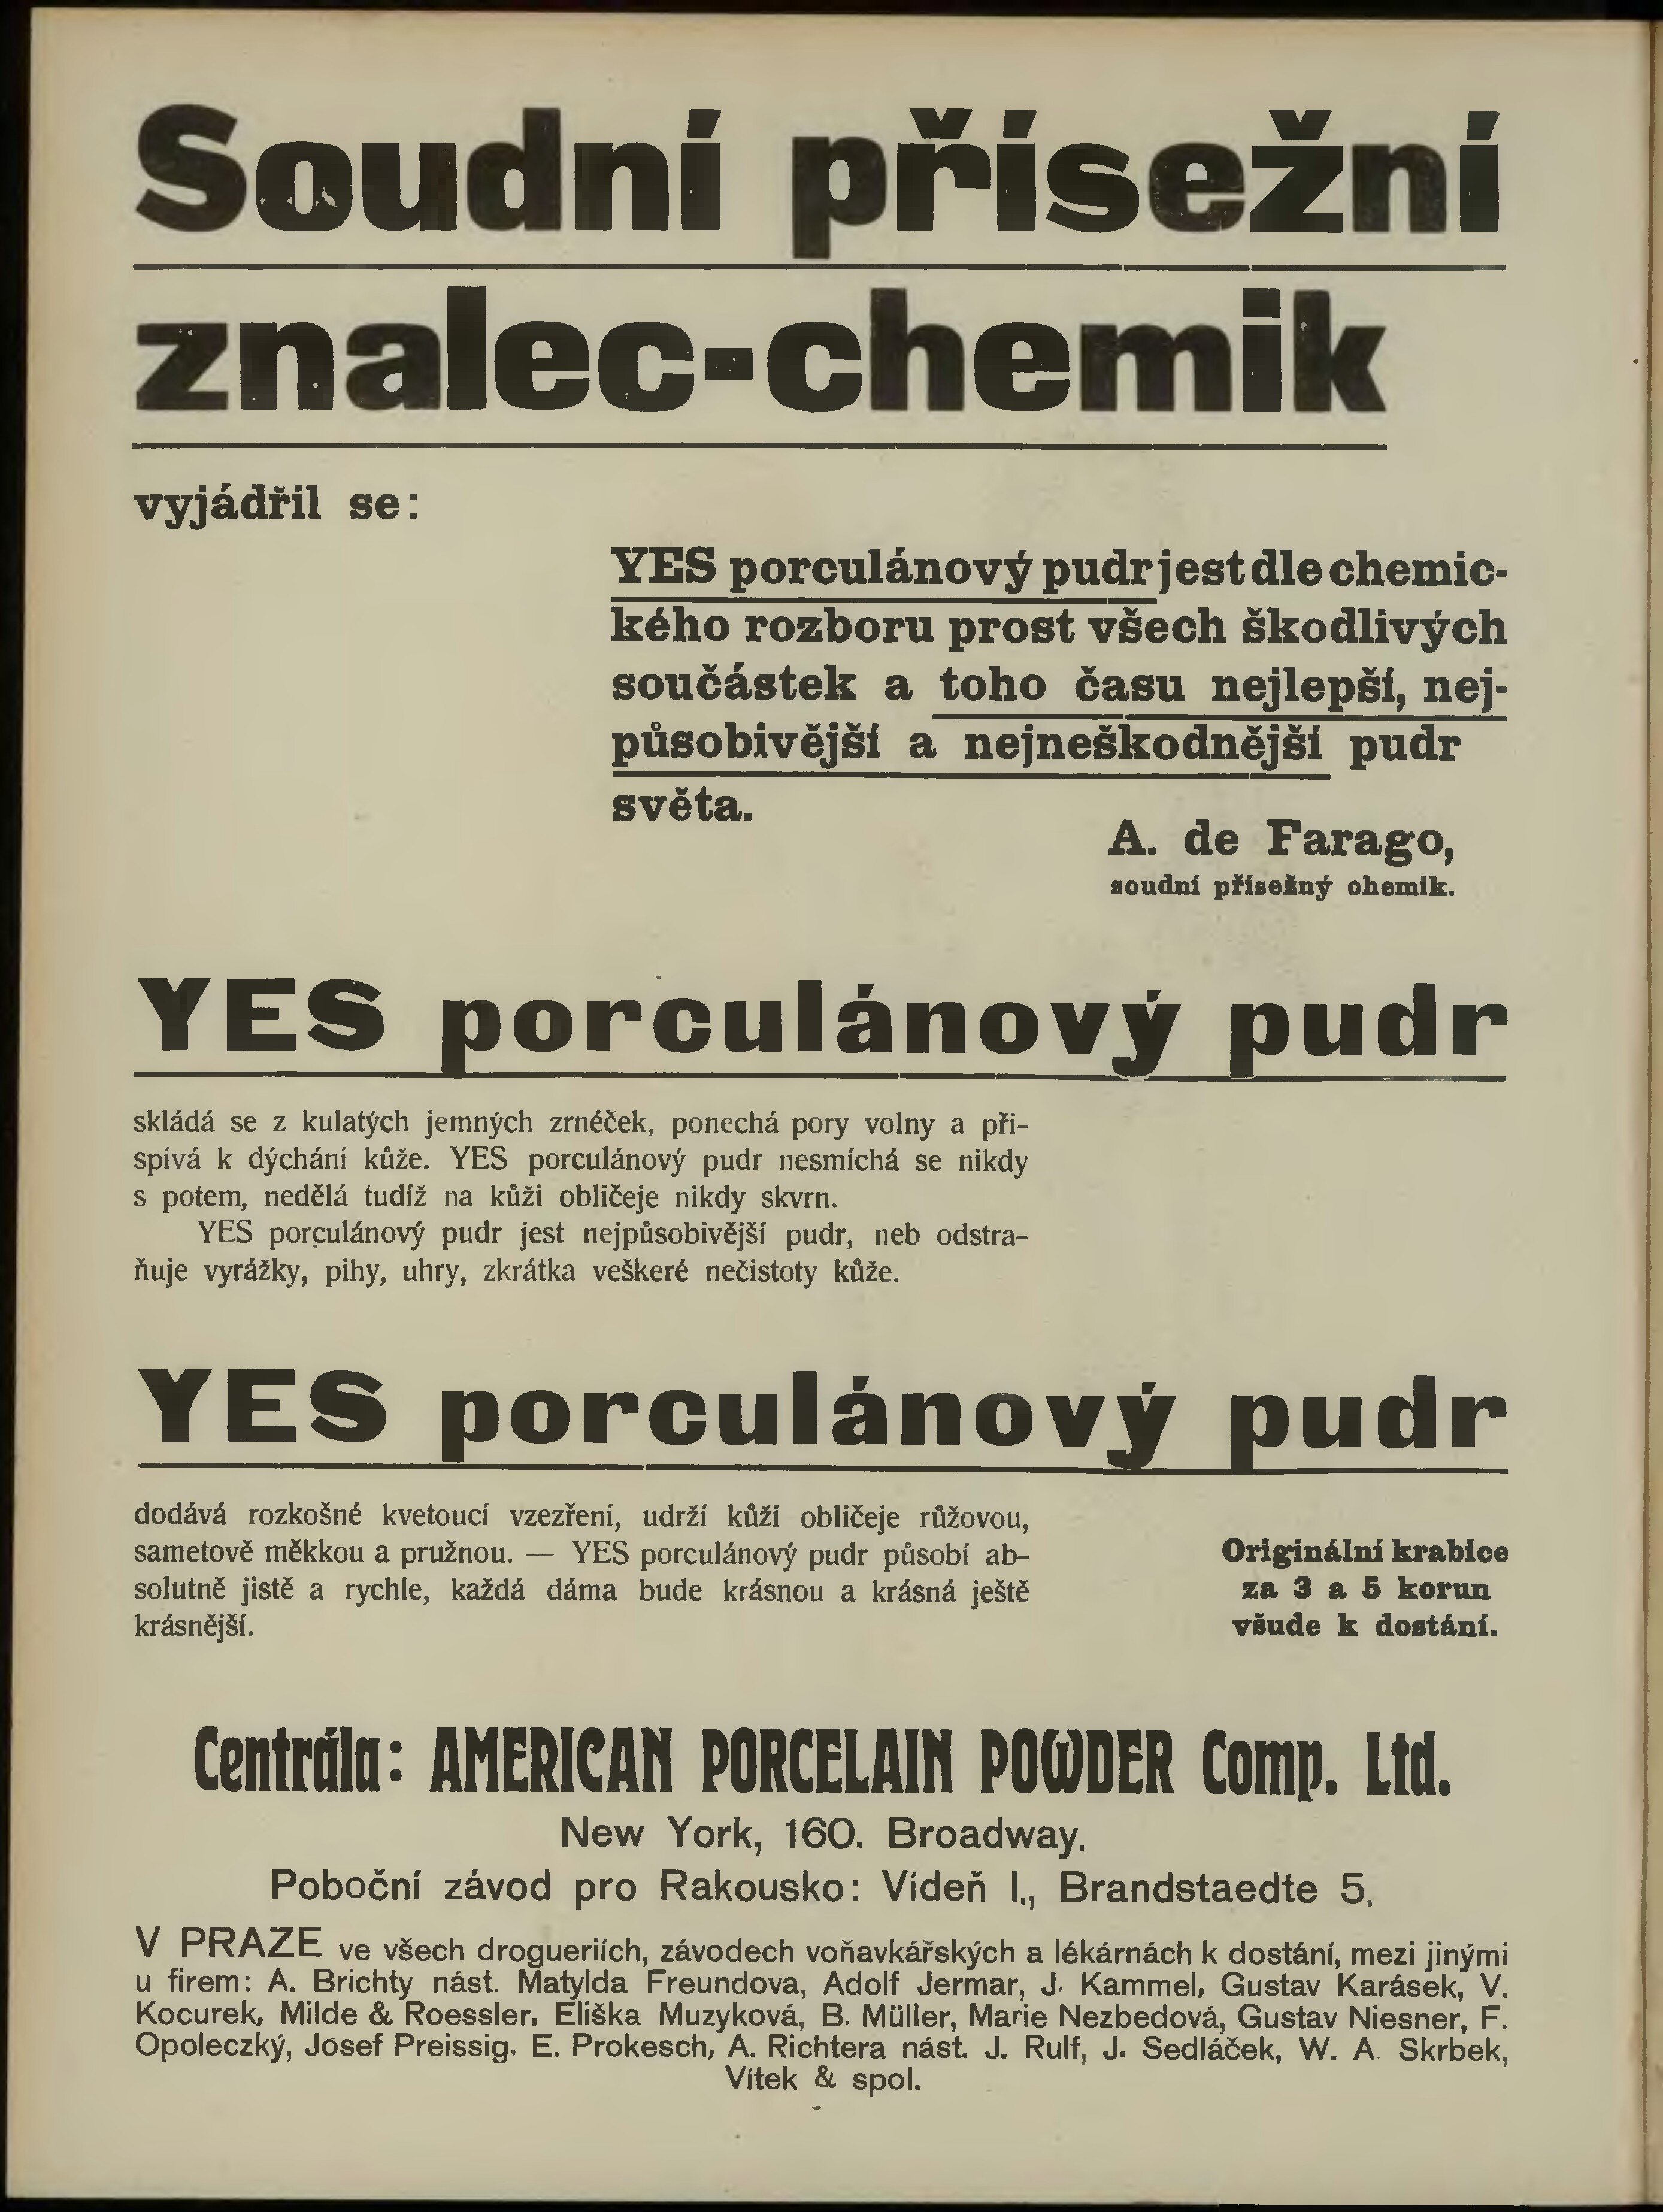 Soudní přísežní
znalec-chemik
vyjádřil se:
YES porculánový pudr jest dle chemic-
kého rozboru prost všech škodlivých
součástek a toho času nejlepší, nej-
působivější a nejneškodnější pudr
světa.
A. de Farago,
soudní přísežný chemik.
YES porculánový pudr
skládá se z kulatých jemných zrnéček, ponechá pory volny a při-
spívá k dýchání kůže. YES porculánový pudr nesmíchá se nikdy
s potem, nedělá tudíž na kůži obličeje nikdy skvrn.
YES porculánový pudr jest nejpůsobivější pudr, neb odstra-
ňuje vyrážky, pihy, uhry, zkrátka veškeré nečistoty kůže.
YES porculánový pudr
dodává rozkošné kvetoucí vzezření, udrží kůži obličeje růžovou,
sametově měkkou a pružnou. — YES porculánový pudr působí ab-
solutně jistě a rychle, každá dáma bude krásnou a krásná ještě
krásnější.
Originální krabice
za 3 a 5 korun
všude k dostání.
Centrála: AMERICAN PORCELAIN POWDER Comp. Ltd.
New York, 160. Broadway.
Poboční závod pro Rakousko: Vídeň I., Brandstaedte 5.
V PRAZE ve všech drogueriích, závodech voňavkářských a lékárnách k dostání, mezi jinými
u firem: A. Brichty nást. Matylda Freundova, Adolf Jermar, J. Kammel, Gustav Karásek, V.
Kocurek, Milde & Roessler, Eliška Muzyková, B. Müller, Marie Nezbedová, Gustav Niesner, F.
Opoleczký, Josef Preissig. E. Prokesch, A. Richtera nást. J. Rulf, J. Sedláček, W. A. Skrbek,
Vítek & spol.